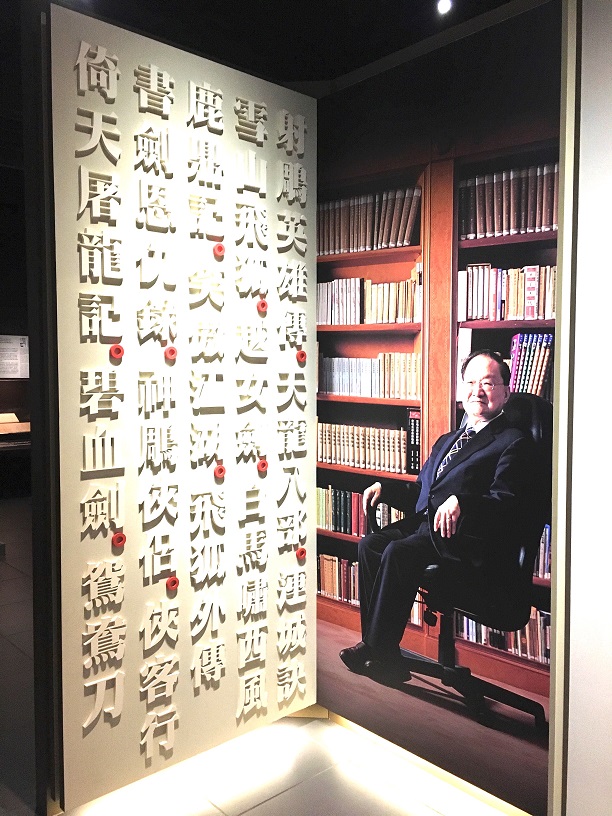 射鵰英雄傳.天龍八部.連城訣
雪山飛狐.越女劍.白馬嘯西風
鹿鼎記.笑傲江湖.飛狐外傳
書劍恩仇錄.神鵰俠侶.俠客行
倚天屠龍記.碧血劍.鴛鴦刀